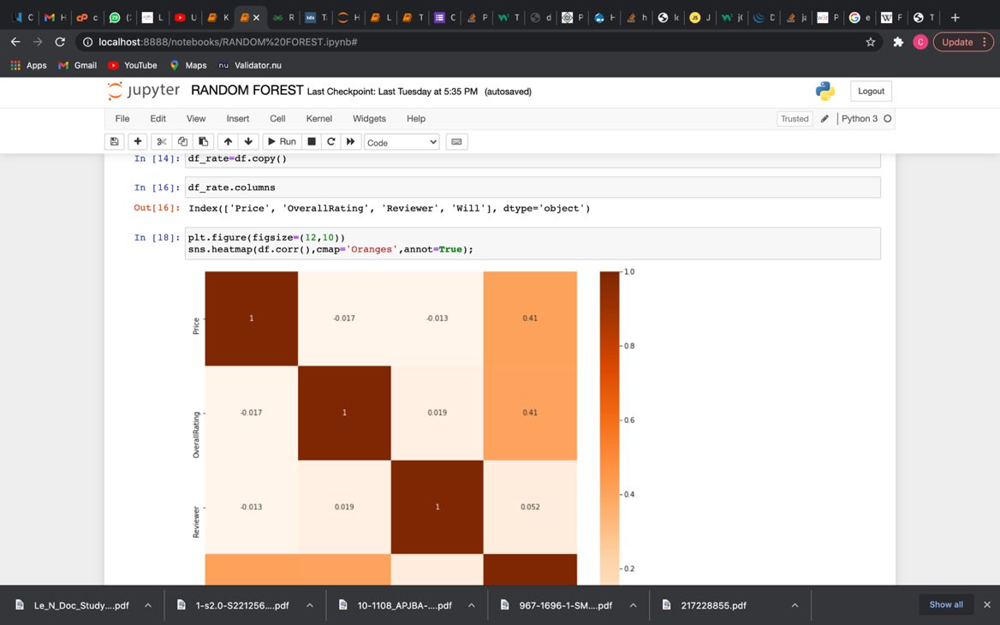 C H c (2 L U K R T H L T C P T d P H h Ic J j( D ja P e F T
localhost:8888/notebooks/RANDOM%20FOREST.ipynb#
C Update
Apps Gmail YouTube Maps nu Validator.nu
jupyter RANDOM FOREST Last Checkpoint: Last Tuesday at 5:35 PM (autosaved)
Logout
File Edit View Insert Cell Kernel Widgets Help
Trusted Python 3
Run Code
In [14]: df_rate=df.copy()
In [16]: df_rate.columns
Out[16]: Index(['Price', 'OverallRating', 'Reviewer', 'Will'], dtype='object')
In [18]: plt.figure(figsize=(12,10))
sns.heatmap(df.corr(),cmap='Oranges',annot=True);
1.0
Price 1 -0.017 -0.013 0.41
0.8
OverallRating -0.017 1 0.019 0.41
0.6
0.4
Reviewer -0.013 0.019 1 0.052
0.2
Le_N_Doc_Study....pdf 1-s2.0-S221256....pdf 10-1108_APJBA-....pdf 967-1696-1-SM....pdf 217228855.pdf Show all